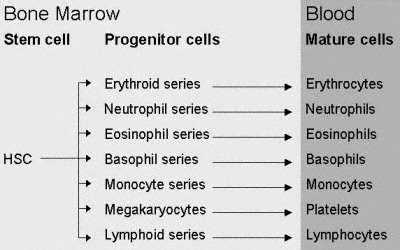 Bone Marrow Blood
Stem cell Progenitor cells Mature cells
Erythroid series Erythrocytes
Neutrophil series Neutrophils
Eosinophil series Eosinophils
HSC Basophil series Basophils
Monocyte series Monocytes
Megakaryocytes Platelets
Lymphoid series Lymphocytes